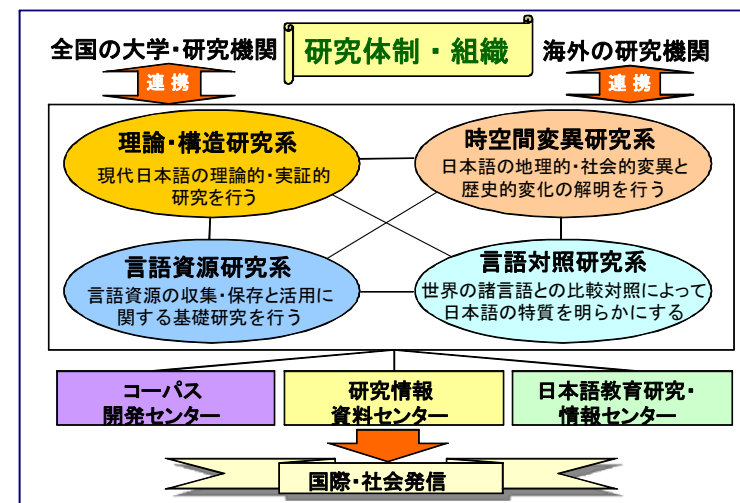 全国の大学・研究機関
研究体制・組織
海外の研究機関
連携
連携
理論・構造研究系
現代日本語の理論的・実証的
研究を行う
時空間変異研究系
日本語の地理的・社会的変異と
歴史的変化の解明を行う
言語資源研究系
言語資源の収集・保存と活用に
関する基礎研究を行う
言語対照研究系
世界の諸言語との比較対照によって
日本語の特質を明らかにする
コーパス
開発センター
研究情報
資料センター
日本語教育研究・
情報センター
国際・社会発信